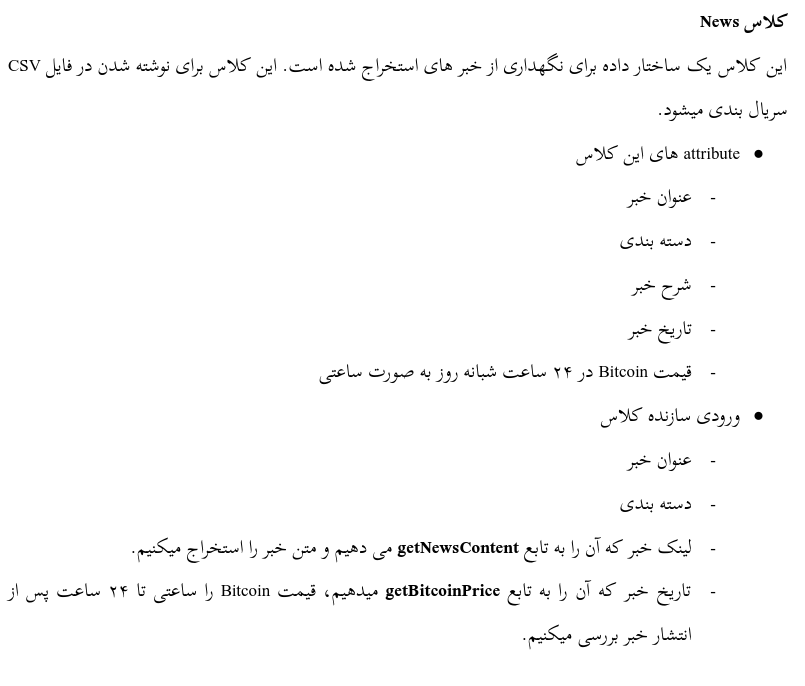 کلاس News
این کلاس یک ساختار داده برای نگهداری از خبر های استخراج شده است. این کلاس برای نوشته شدن در فایل CSV
سریال بندی میشود.
● attribute های این کلاس
- عنوان خبر
- دسته بندی
- شرح خبر
- تاریخ خبر
- قیمت Bitcoin در ۲۴ ساعت شبانه روز به صورت ساعتی
● ورودی سازنده کلاس
- عنوان خبر
- دسته بندی
- لینک خبر که آن را به تابع getNewsContent می دهیم و متن خبر را استخراج میکنیم.
- تاریخ خبر که آن را به تابع getBitcoinPrice میدهیم، قیمت Bitcoin را ساعتی تا ۲۴ ساعت پس از
انتشار خبر بررسی میکنیم.